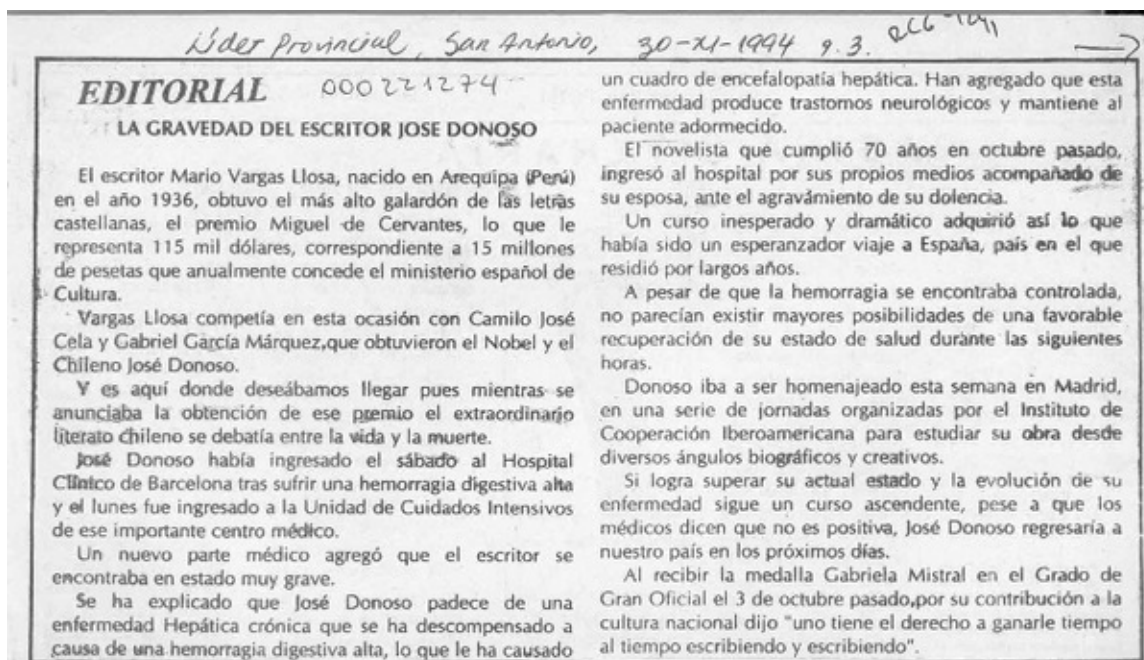 Líder Provincial, San Antonio, 30-XI-1994 p. 3.
EDITORIAL 000221274
LA GRAVEDAD DEL ESCRITOR JOSE DONOSO
El escritor Mario Vargas Llosa, nacido en Arequipa (Perú)
en el año 1936, obtuvo el más alto galardón de las letras
castellanas, el premio Miguel de Cervantes, lo que le
representa 115 mil dólares, correspondiente a 15 millones
de pesetas que anualmente concede el ministerio español de
Cultura.
Vargas Llosa competía en esta ocasión con Camilo José
Cela y Gabriel García Márquez,que obtuvieron el Nobel y el
Chileno José Donoso.
Y es aquí donde deseábamos llegar pues mientras se
anunciaba la obtención de ese premio el extraordinario
literato chileno se debatía entre la vida y la muerte.
José Donoso había ingresado el sábado al Hospital
Clínico de Barcelona tras sufrir una hemorragia digestiva alta
y el lunes fue ingresado a la Unidad de Cuidados Intensivos
de ese importante centro médico.
Un nuevo parte médico agregó que el escritor se
encontraba en estado muy grave.
Se ha explicado que José Donoso padece de una
enfermedad Hepática crónica que se ha descompensado a
causa de una hemorragia digestiva alta, lo que le ha causado
un cuadro de encefalopatía hepática. Han agregado que esta
enfermedad produce trastornos neurológicos y mantiene al
paciente adormecido.
El novelista que cumplió 70 años en octubre pasado,
ingresó al hospital por sus propios medios acompañado de
su esposa, ante el agravámiento de su dolencia.
Un curso inesperado y dramático adquirió así lo que
había sido un esperanzador viaje a España, país en el que
residió por largos años.
A pesar de que la hemorragia se encontraba controlada,
no parecían existir mayores posibilidades de una favorable
recuperación de su estado de salud durante las siguientes
horas.
Donoso iba a ser homenajeado esta semana en Madrid,
en una serie de jornadas organizadas por el Instituto de
Cooperación Iberoamericana para estudiar su obra desde
diversos ángulos biográficos y creativos.
Si logra superar su actual estado y la evolución de su
enfermedad sigue un curso ascendente, pese a que los
médicos dicen que no es positiva, José Donoso regresaría a
nuestro país en los próximos días.
Al recibir la medalla Gabriela Mistral en el Grado de
Gran Oficial el 3 de octubre pasado,por su contribución a la
cultura nacional dijo "uno tiene el derecho a ganarle tiempo
al tiempo escribiendo y escribiendo".